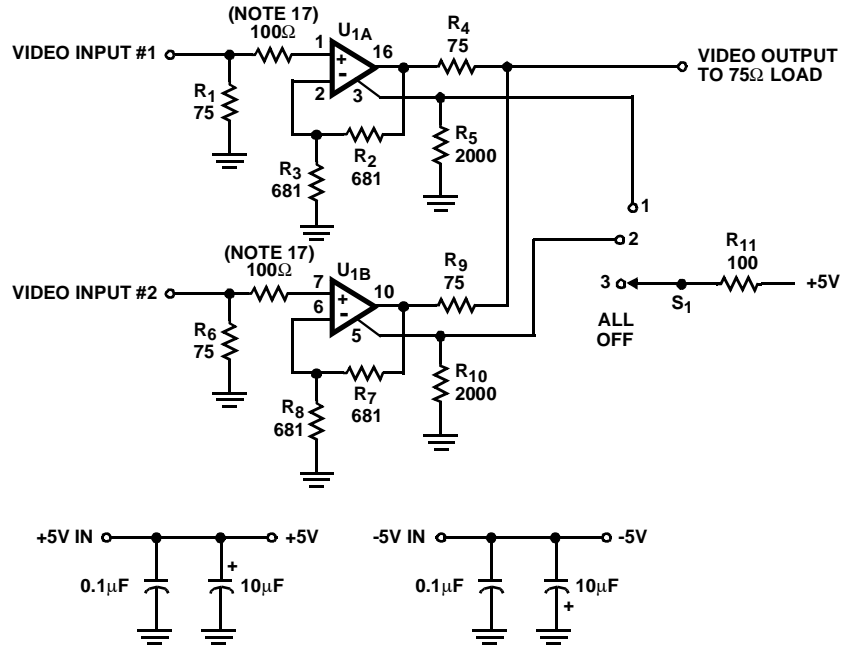 (NOTE 17)
100Ω
VIDEO INPUT #1
R1
75
1
2
+
-
U1A
16
3
R4
75
VIDEO OUTPUT
TO 75Ω LOAD
R2
681
R3
681
R5
2000
1
2
3
ALL
OFF
S1
R11
100
+5V
(NOTE 17)
100Ω
VIDEO INPUT #2
R6
75
7
6
+
-
U1B
10
5
R9
75
R7
681
R8
681
R10
2000
+5V IN
+5V
0.1µF
+
10µF
-5V IN
-5V
0.1µF
10µF
+